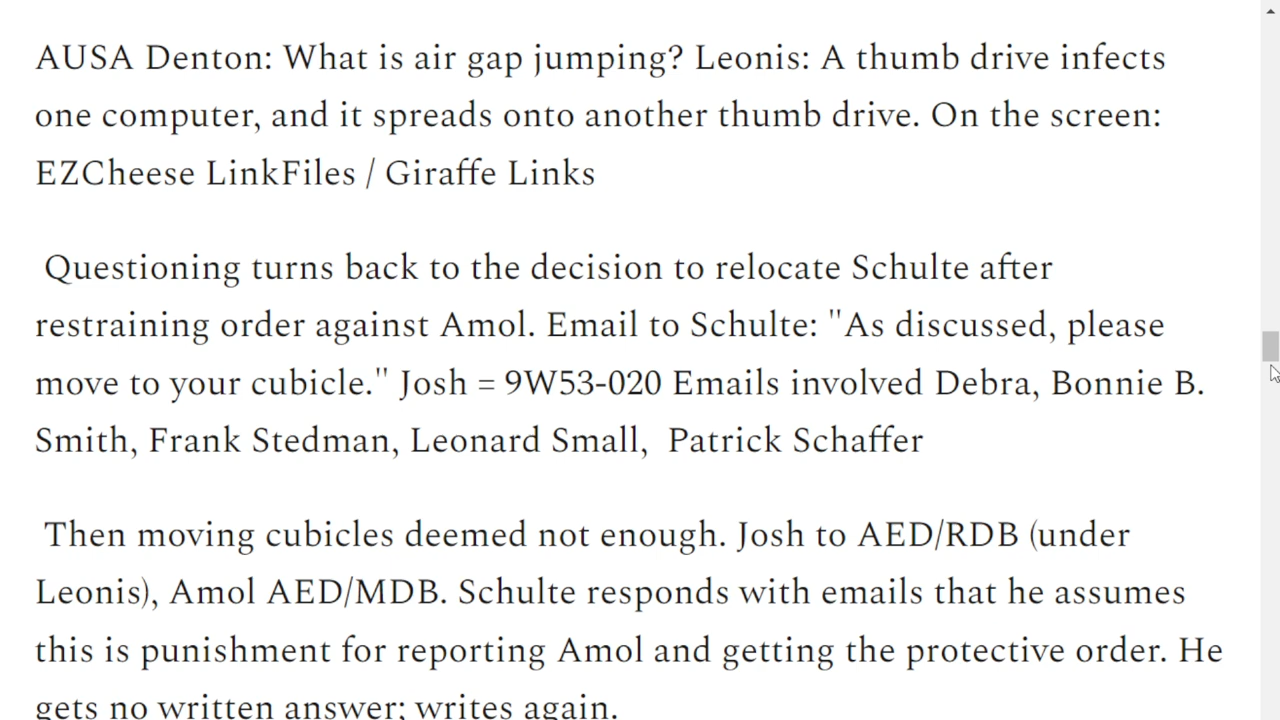 AUSA Denton: What is air gap jumping? Leonis: A thumb drive infects
one computer, and it spreads onto another thumb drive. On the screen:
EZCheese LinkFiles / Giraffe Links
Questioning turns back to the decision to relocate Schulte after
restraining order against Amol. Email to Schulte: "As discussed, please
move to your cubicle." Josh = 9W53-020 Emails involved Debra, Bonnie B.
Smith, Frank Stedman, Leonard Small, Patrick Schaffer
Then moving cubicles deemed not enough. Josh to AED/RDB (under
Leonis), Amol AED/MDB. Schulte responds with emails that he assumes
this is punishment for reporting Amol and getting the protective order. He
gets no written answer; writes again.